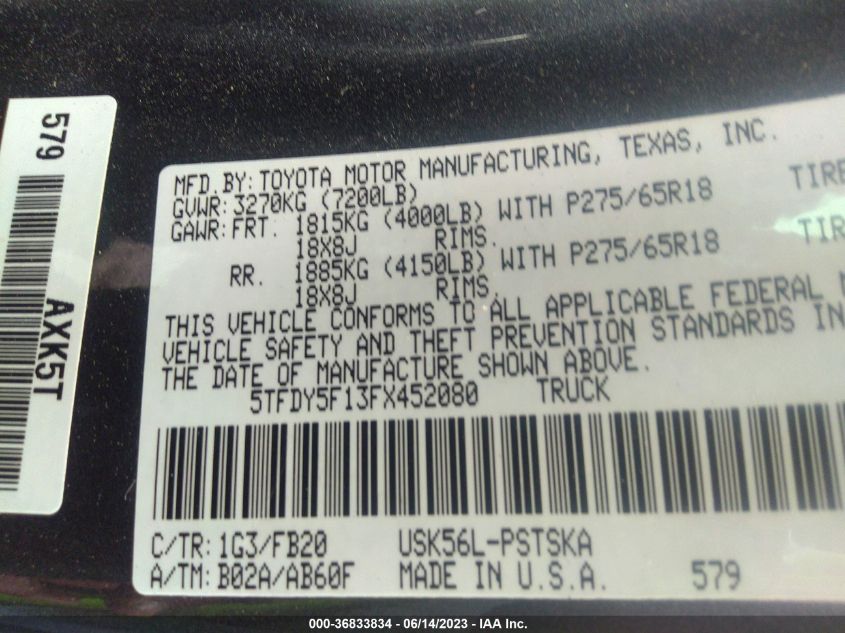 579
AXK5T
MFD.BY:TOYOTA MOTOR MANUFACTURING, TEXAS, INC.
GVWR:3270KG (7200LB)
GAWR:FRT. 1815KG (4000LB) WITH P275/65R18 TIRE
18X8J RIMS.
RR. 1885KG (4150LB) WITH P275/65R18 TIR
18X8J RIMS,
THIS VEHICLE CONFORMS TO ALL APPLICABLE FEDERAL M
VEHICLE SAFETY AND THEFT PREVENTION STANDARDS IN
THE DATE OF MANUFACTURE SHOWN ABOVE.
5TFDY5F13FX452080 TRUCK
C/TR:1G3/FB20 USK56L-PSTSKA
A/TM:B02A/AB60F MADE IN U.S.A. 579
000-36833834 - 06/14/2023 - IAA Inc.